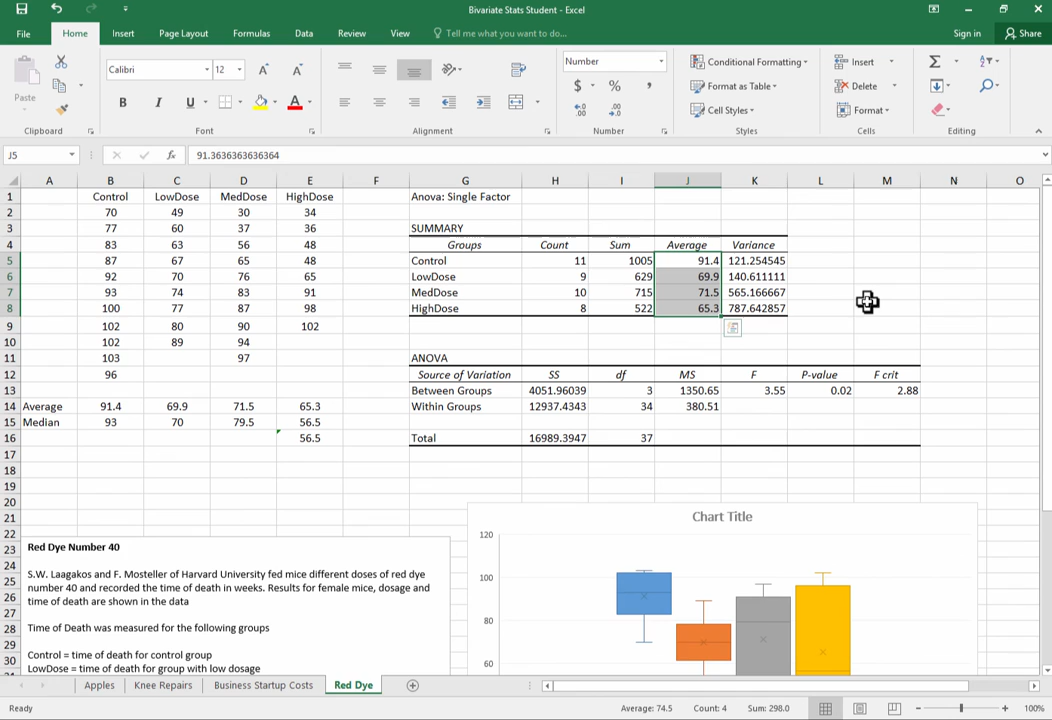 Bivariate Stats Student - Excel
File Home Insert Page Layout Formulas Data Review View Tell me what you want to do... Sign in Share
Calibri 12 Number Conditional Formatting Insert
Paste B I U A A A $ % , Format as Table Delete
Cell Styles Format
Clipboard Font Alignment Number Styles Cells Editing
J5 fx 91.3636363636364
A B C D E F G H I J K L M N O
1 Control LowDose MedDose HighDose Anova: Single Factor
2 70 49 30 34
3 77 60 37 36 SUMMARY
4 83 63 56 48 Groups Count Sum Average Variance
5 87 67 65 48 Control 11 1005 91.4 121.254545
6 92 70 76 65 LowDose 9 629 69.9 140.611111
7 93 74 83 91 MedDose 10 715 71.5 565.166667
8 100 77 87 98 HighDose 8 522 65.3 787.642857
9 102 80 90 102
10 102 89 94
11 103 97 ANOVA
12 96 Source of Variation SS df MS F P-value F crit
13 Between Groups 4051.96039 3 1350.65 3.55 0.02 2.88
14 Average 91.4 69.9 71.5 65.3 Within Groups 12937.4343 34 380.51
15 Median 93 70 79.5 56.5
16 56.5 Total 16989.3947 37
17
18
19
20
21
22
23
24
25
26
27
28
29
30
Chart Title
120
100
80
60
Red Dye Number 40
S.W. Laagakos and F. Mosteller of Harvard University fed mice different doses of red dye
number 40 and recorded the time of death in weeks. Results for female mice, dosage and
time of death are shown in the data
Time of Death was measured for the following groups
Control = time of death for control group
LowDose = time of death for group with low dosage
Apples Knee Repairs Business Startup Costs Red Dye
Ready Average: 74.5 Count: 4 Sum: 298.0 100%